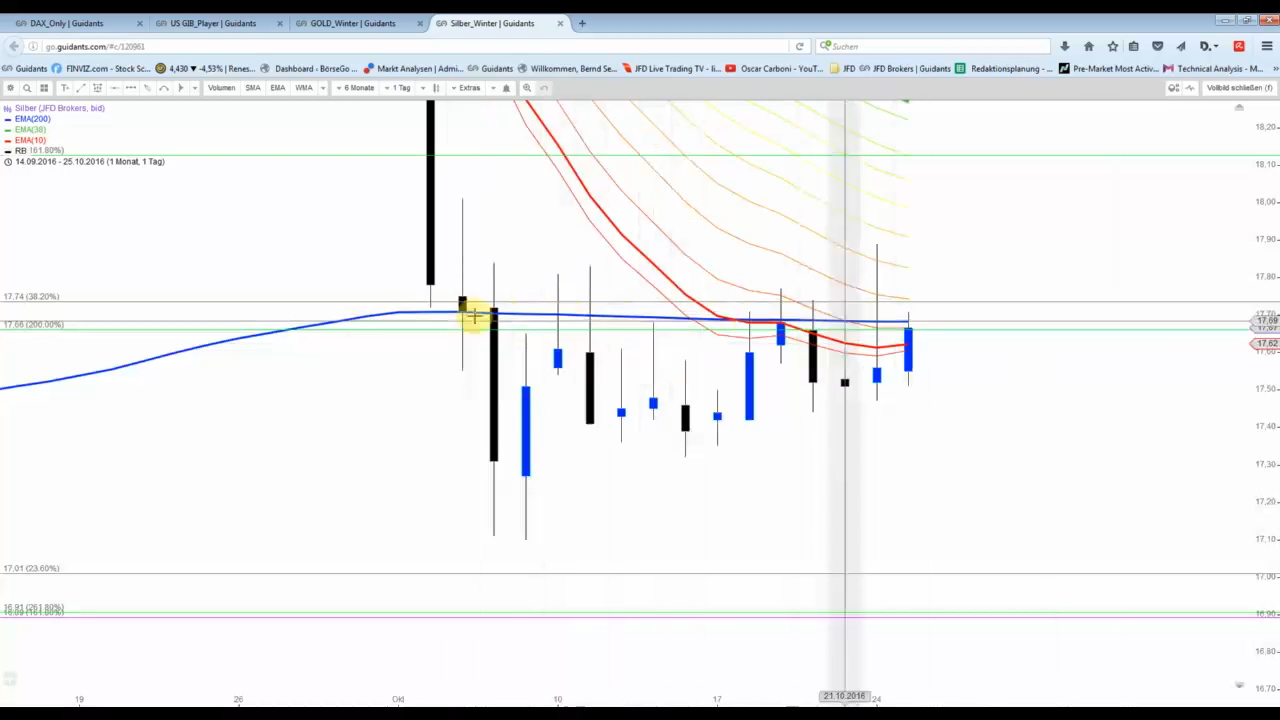 DAX_Only | Guidants
US GIB_Player | Guidants
GOLD_Winter | Guidants
Silber_Winter | Guidants
go.guidants.com/#c/120961
Suchen
Guidants FINVIZ.com - Stock Sc... 4,430 -4,53% | Renes... Dashboard - BörseGo ... Markt Analysen | Admi... Guidants Willkommen, Bernd Se... JFD Live Trading TV - li... Oscar Carboni - YouT... JFD JFD Brokers | Guidants Redaktionsplanung - ... Pre-Market Most Activ... Technical Analysis - M...
Volumen SMA EMA WMA 6 Monate 1 Tag Extras Vollbild schließen (f)
Silber (JFD Brokers, bid)
EMA(200)
EMA(38)
EMA(10)
RB 161.80%)
14.09.2016 - 25.10.2016 (1 Monat, 1 Tag)
18,20
18,00
17,90
17,80
17.74 (38.20%)
17,69
17.66 (200.00%)
17,62
17,50
17,40
17,30
17,20
17,10
17,01 (23.60%)
17,00
16,91 (261.80%)
16,90
16,80
16,70
19
26
Okt
10
17
21.10.2016
24